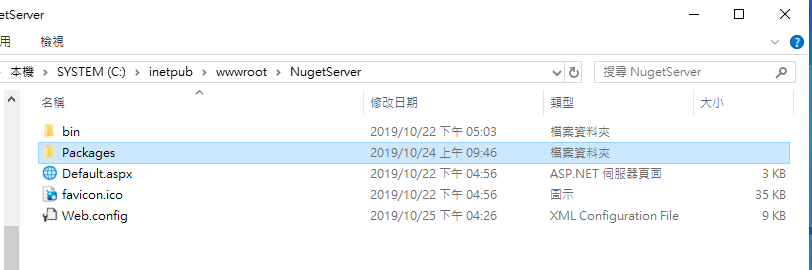 getServer
用 檢視
本機 SYSTEM (C:) inetpub wwwroot NugetServer 搜尋 NugetServer
名稱 修改日期 類型 大小
bin 2019/10/22 下午 05:03 檔案資料夾
Packages 2019/10/24 上午 09:46 檔案資料夾
Default.aspx 2019/10/22 下午 04:56 ASP.NET 伺服器頁面 3 KB
favicon.ico 2019/10/22 下午 04:56 圖示 35 KB
Web.config 2019/10/25 下午 04:26 XML Configuration File 9 KB